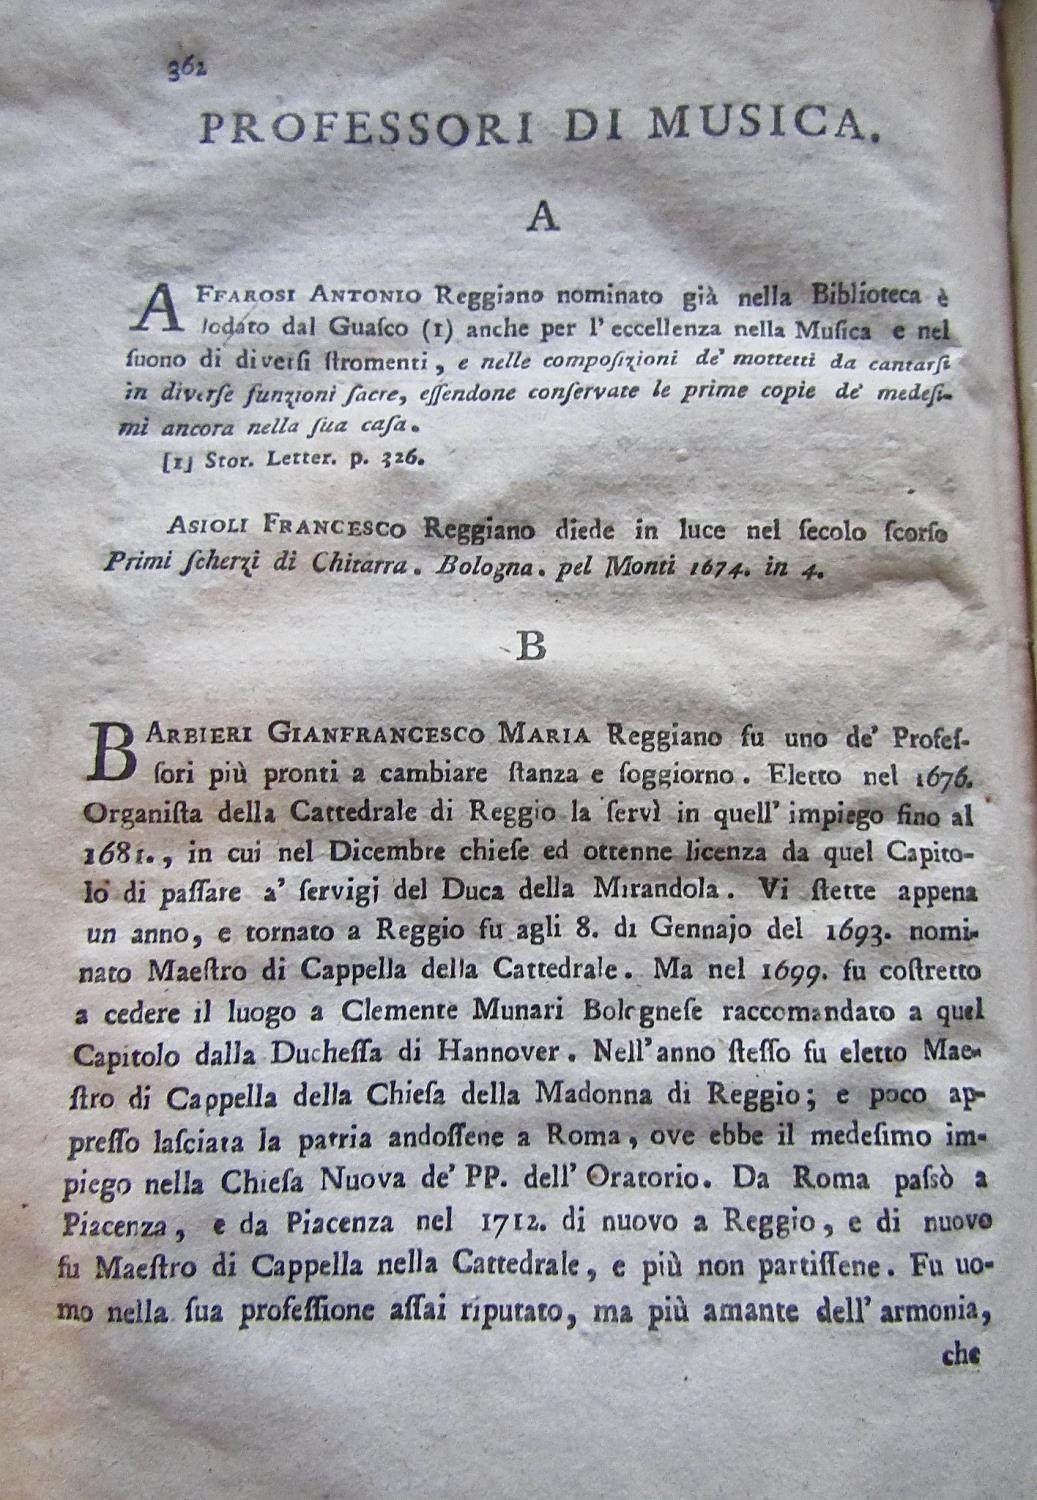 362
PROFESSORI DI MUSICA.
A
AFFAROSI ANTONIO Reggiano nominato già nella Biblioteca è
lodato dal Guaſco (1) anche per l' eccellenza nella Muſica e nel
ſuono di diverſi ſtromenti, e nelle compoſizioni de' mottetti da cantarſi
in diverſe funzioni ſacre, eſſendone conſervate le prime copie de' medeſi-
mi ancora nella ſua caſa.
[1] Stor. Letter. p. 326.
ASIOLI FRANCESCO Reggiano diede in luce nel ſecolo ſcorſo
Primi ſcherzi di Chitarra. Bologna. pel Monti 1674. in 4.
B
BARBIERI GIANFRANCESCO MARIA Reggiano fu uno de' Profeſ-
ſori più pronti a cambiare ſtanza e ſoggiorno. Eletto nel 1676.
Organiſta della Cattedrale di Reggio la ſervì in quell' impiego fino al
1681., in cui nel Dicembre chieſe ed ottenne licenza da quel Capito-
lo di paſſare a' ſervigj del Duca della Mirandola. Vi ſtette appena
un anno, e tornato a Reggio fu agli 8. di Gennajo del 1693. nomi-
nato Maeſtro di Cappella della Cattedrale. Ma nel 1699. fu coſtretto
a cedere il luogo a Clemente Munari Bologneſe raccomandato a quel
Capitolo dalla Ducheſſa di Hannover. Nell' anno ſteſſo fu eletto Mae-
ſtro di Cappella della Chieſa della Madonna di Reggio; e poco ap-
preſſo laſciata la patria andoſſene a Roma, ove ebbe il medeſimo im-
piego nella Chieſa Nuova de' PP. dell' Oratorio. Da Roma paſsò a
Piacenza, e da Piacenza nel 1712. di nuovo a Reggio, e di nuovo
fu Maeſtro di Cappella nella Cattedrale, e più non partiſſene. Fu uo-
mo nella ſua profeſſione aſſai riputato, ma più amante dell' armonia,
che